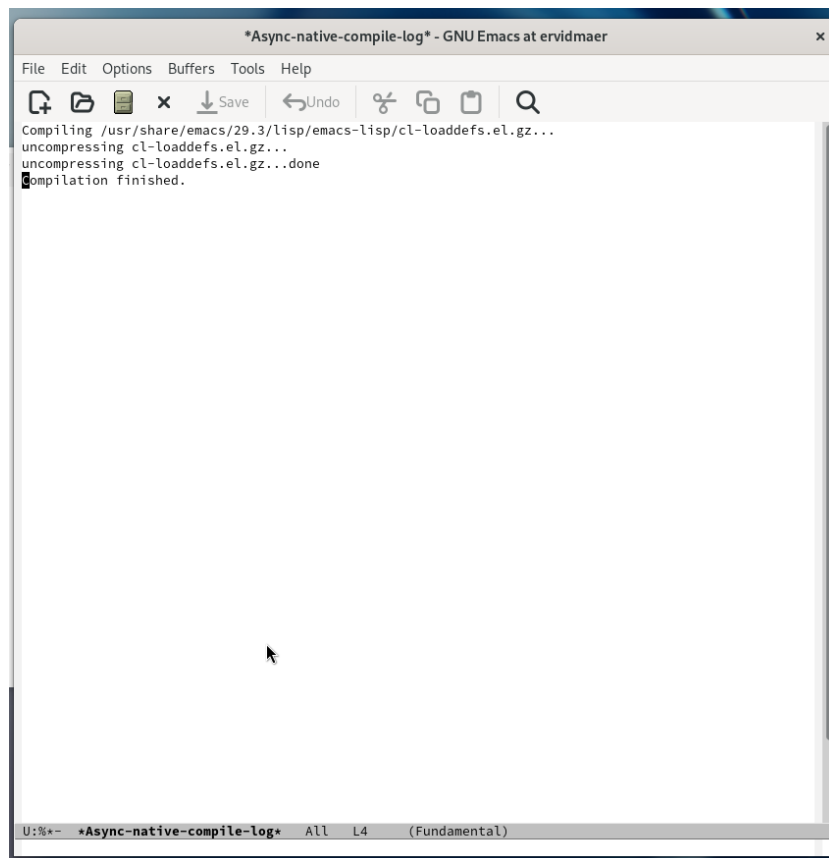 *Async-native-compile-log* - GNU Emacs at ervidmaer
File Edit Options Buffers Tools Help
Save Undo
Compiling /usr/share/emacs/29.3/lisp/emacs-lisp/cl-loaddefs.el.gz...
uncompressing cl-loaddefs.el.gz...
uncompressing cl-loaddefs.el.gz...done
Compilation finished.
U:%*- *Async-native-compile-log* All L4 (Fundamental)